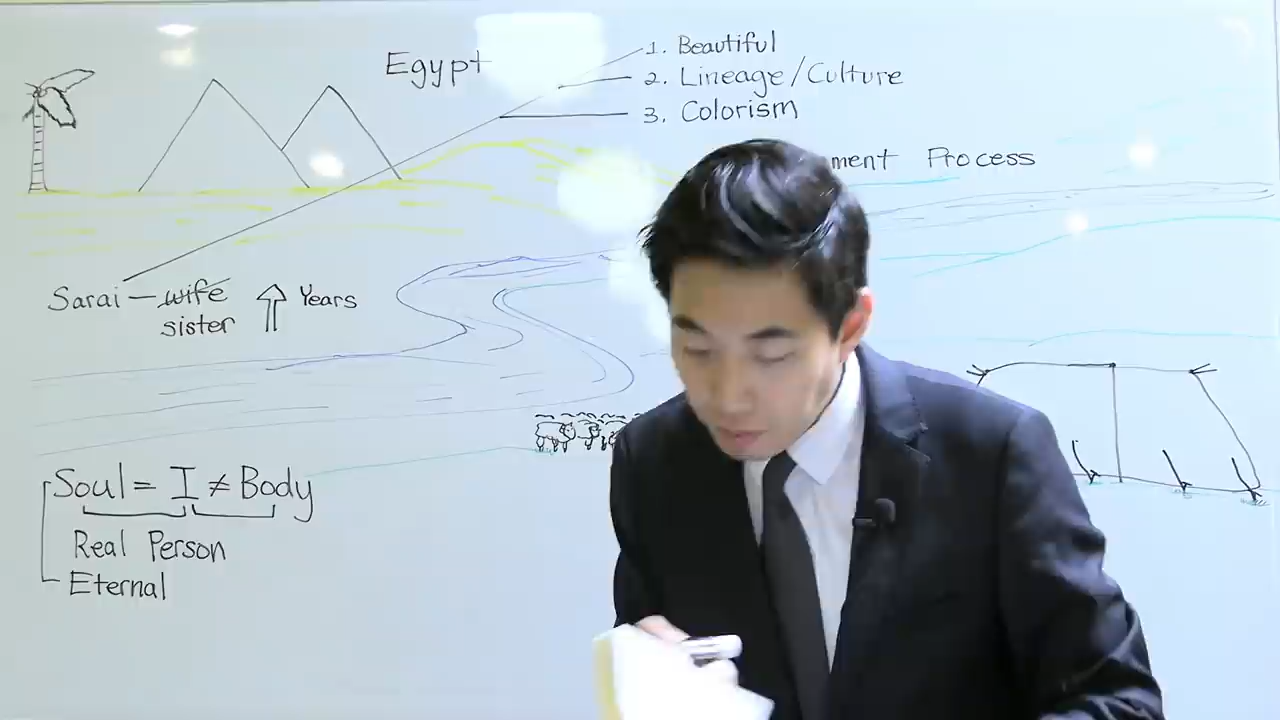 Egypt
1. Beautiful
2. Lineage/Culture
3. Colorism
Process
Sarai — wife
sister
Years
Soul = I ≠ Body
Real Person
Eternal